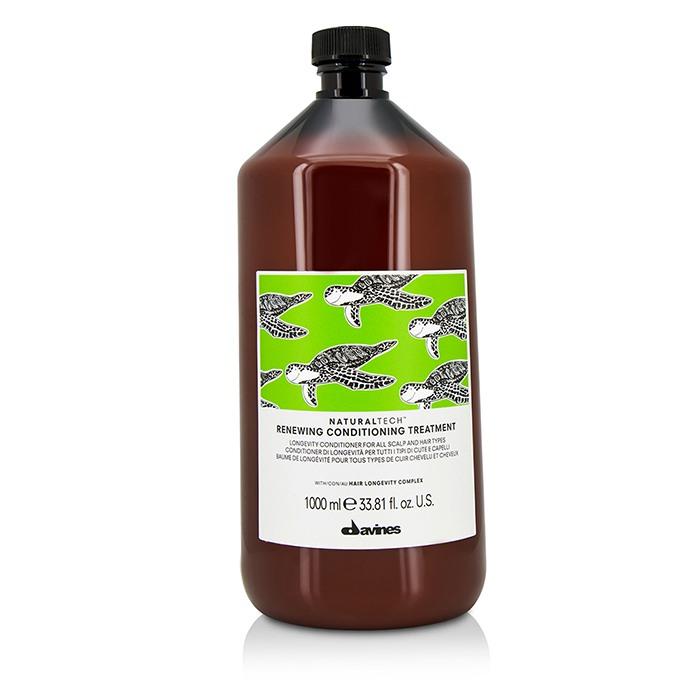 NATURALTECH™
RENEWING CONDITIONING TREATMENT
LONGEVITY CONDITIONER FOR ALL SCALP AND HAIR TYPES
CONDITIONER DI LONGEVITÀ PER TUTTI I TIPI DI CUTE E CAPELLI
BAUME DE LONGÉVITÉ POUR TOUS TYPES DE CUIR CHEVELU ET CHEVEUX
WITH/CON/AU HAIR LONGEVITY COMPLEX
1000 ml ℮ 33.81 fl. oz. U.S.
davines